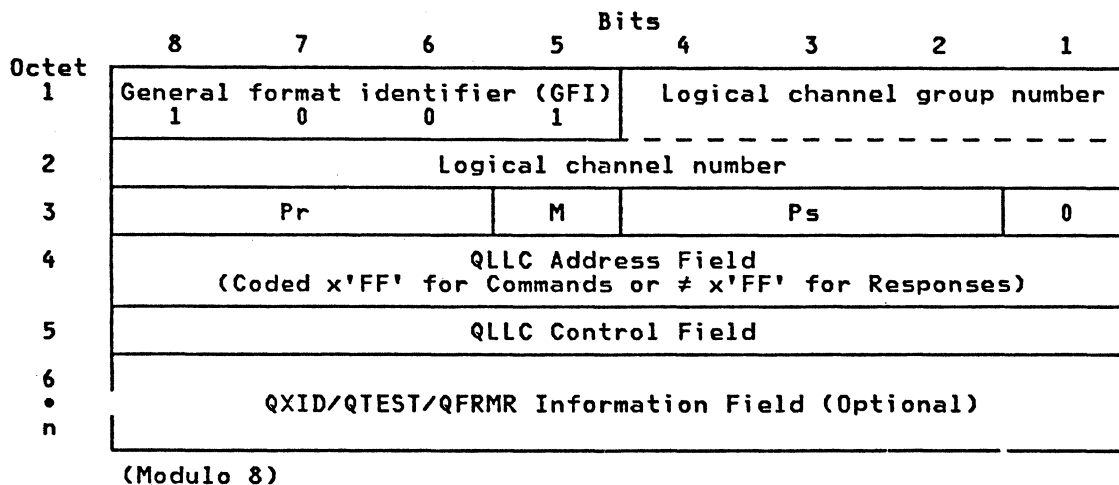 Bits
8 7 6 5 4 3 2 1
Octet
1 General format identifier (GFI) Logical channel group number
1 0 0 1
2 Logical channel number
3 Pr M Ps 0
4 QLLC Address Field
(Coded x'FF' for Commands or ≠ x'FF' for Responses)
5 QLLC Control Field
6
• QXID/QTEST/QFRMR Information Field (Optional)
n
(Modulo 8)